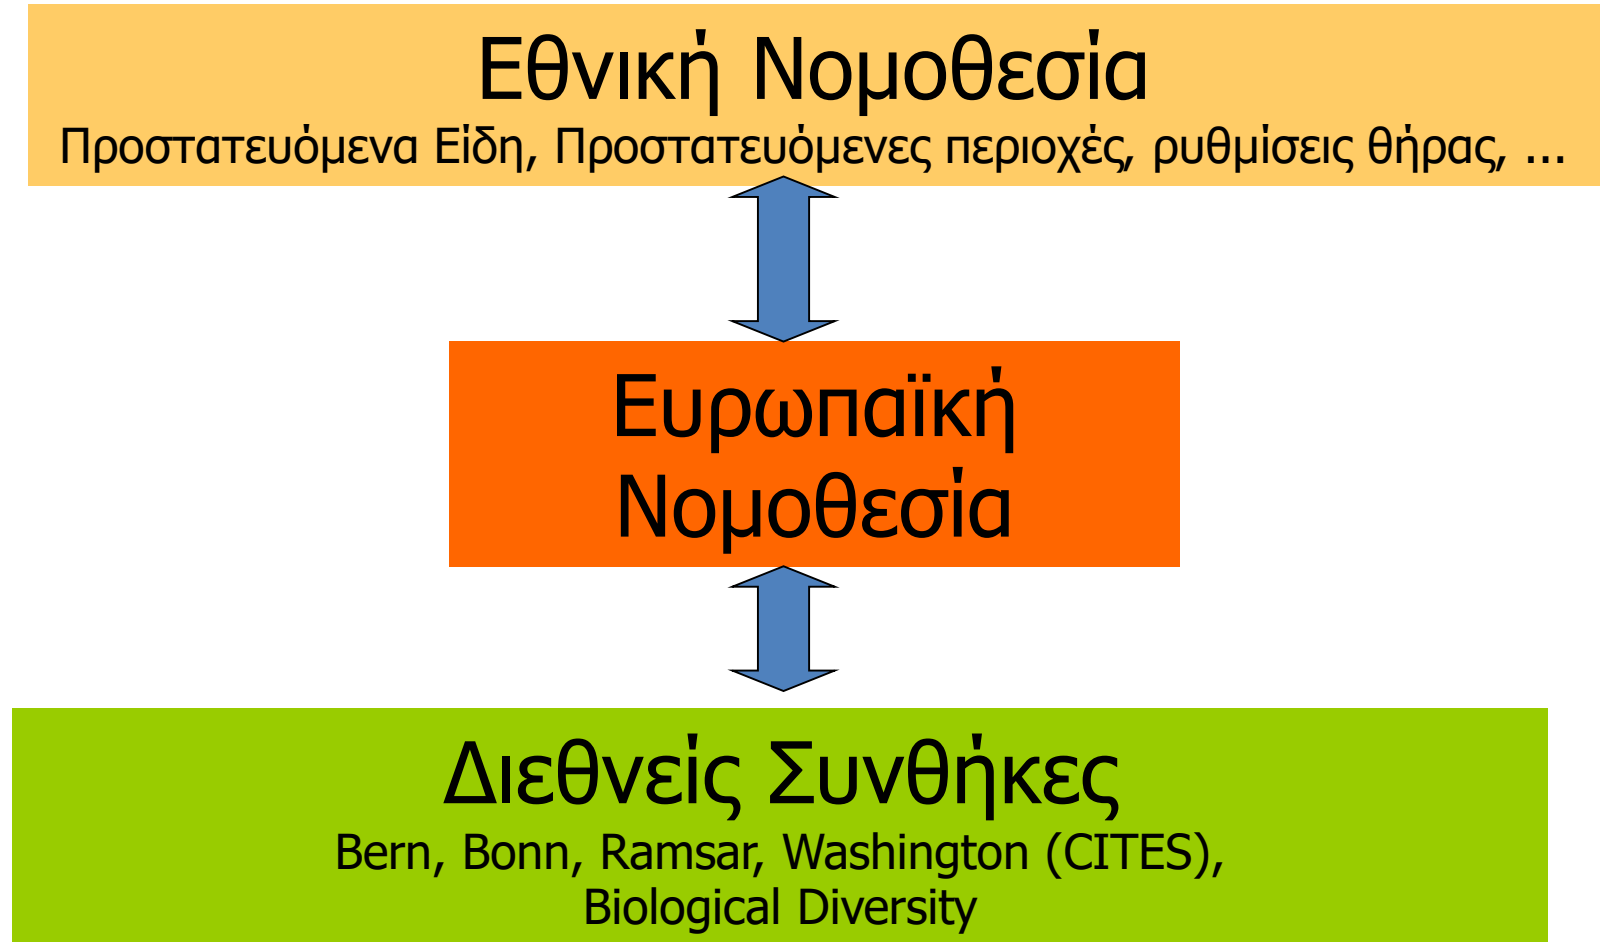 Εθνική Νομοθεσία
Προστατευόμενα Είδη, Προστατευόμενες περιοχές, ρυθμίσεις θήρας, ...
Ευρωπαϊκή
Νομοθεσία
Διεθνείς Συνθήκες
Bern, Bonn, Ramsar, Washington (CITES),
Biological Diversity